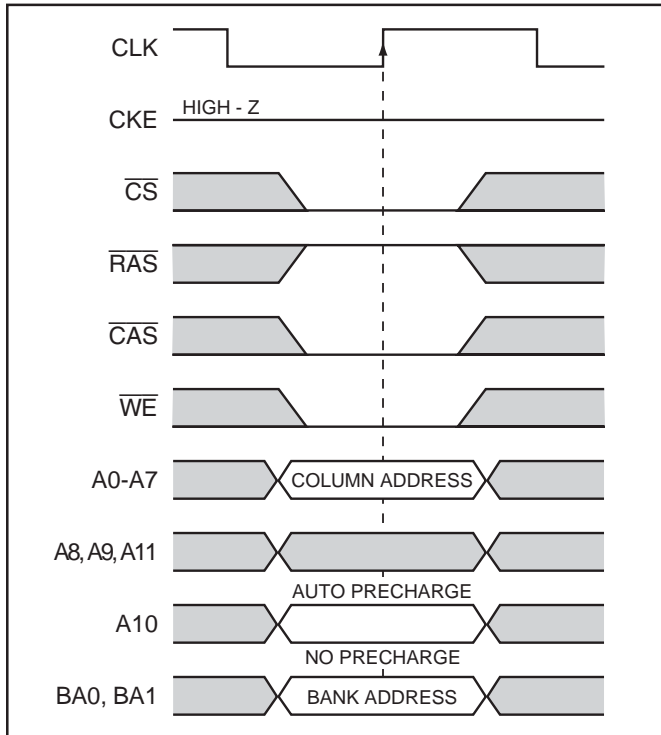 CLK
CKE HIGH - Z
CS
RAS
CAS
WE
A0-A7 COLUMN ADDRESS
A8, A9, A11
AUTO PRECHARGE
A10
NO PRECHARGE
BA0, BA1 BANK ADDRESS